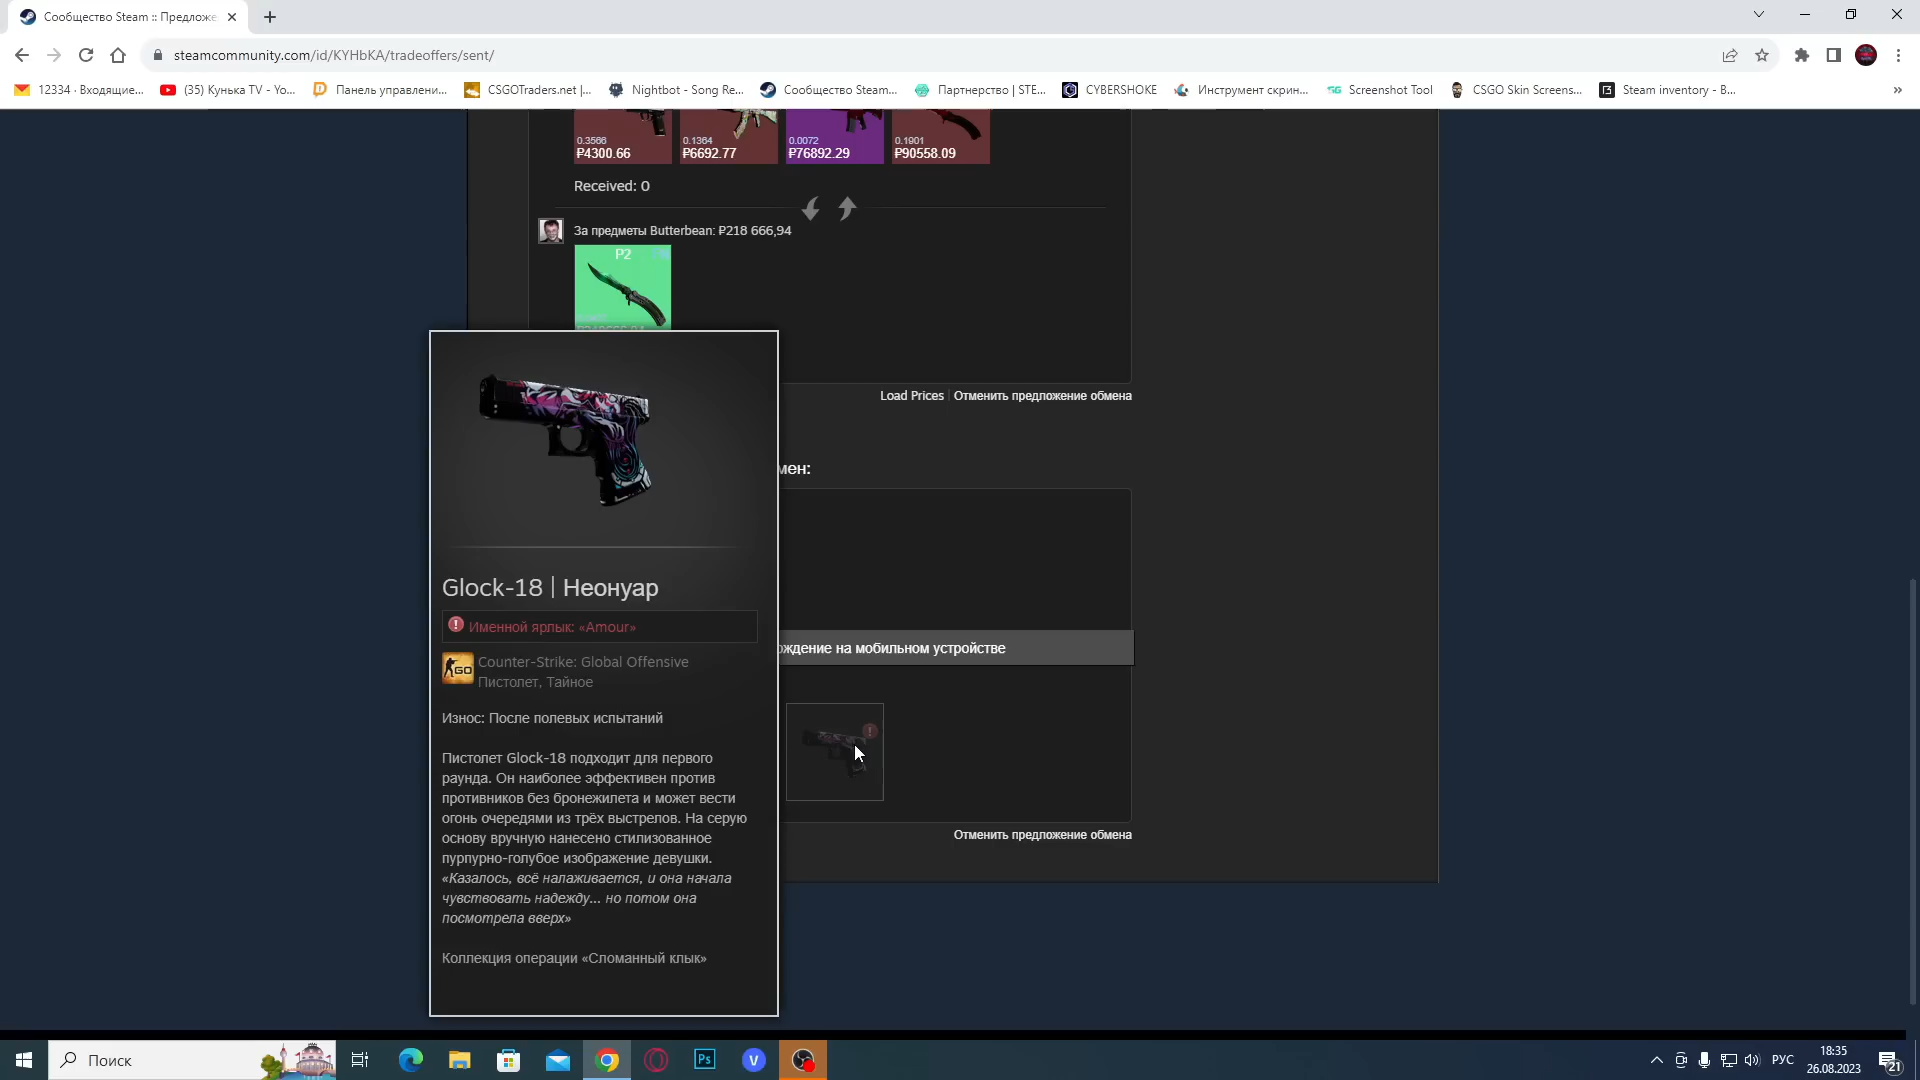 Сообщество Steam :: Предложе
steamcommunity.com/id/KYHbKA/tradeoffers/sent/
12334 · Входящие...
(35) Кунька TV - Yo...
Панель управлени...
CSGOTraders.net |...
Nightbot - Song Re...
Сообщество Steam...
Партнерство | STE...
CYBERSHOKE
Инструмент скрин...
Screenshot Tool
CSGO Skin Screens...
Steam inventory - B...
»
0.3566
0.1364
0.0072
0.1901
₽4300.66
₽6692.77
₽76892.29
₽90558.09
Received: 0
За предметы Butterbean: ₽218 666,94
P2
Load Prices | Отменить предложение обмена
мен:
ждение на мобильном устройстве
Отменить предложение обмена
Glock-18 | Неонуар
Именной ярлык: «Amour»
GO
Counter-Strike: Global Offensive
Пистолет, Тайное
Износ: После полевых испытаний
Пистолет Glock-18 подходит для первого
раунда. Он наиболее эффективен против
противников без бронежилета и может вести
огонь очередями из трёх выстрелов. На серую
основу вручную нанесено стилизованное
пурпурно-голубое изображение девушки.
«Казалось, всё налаживается, и она начала
чувствовать надежду... но потом она
посмотрела вверх»
Коллекция операции «Сломанный клык»
Поиск
Ps
V
РУС
18:35
26.08.2023
21